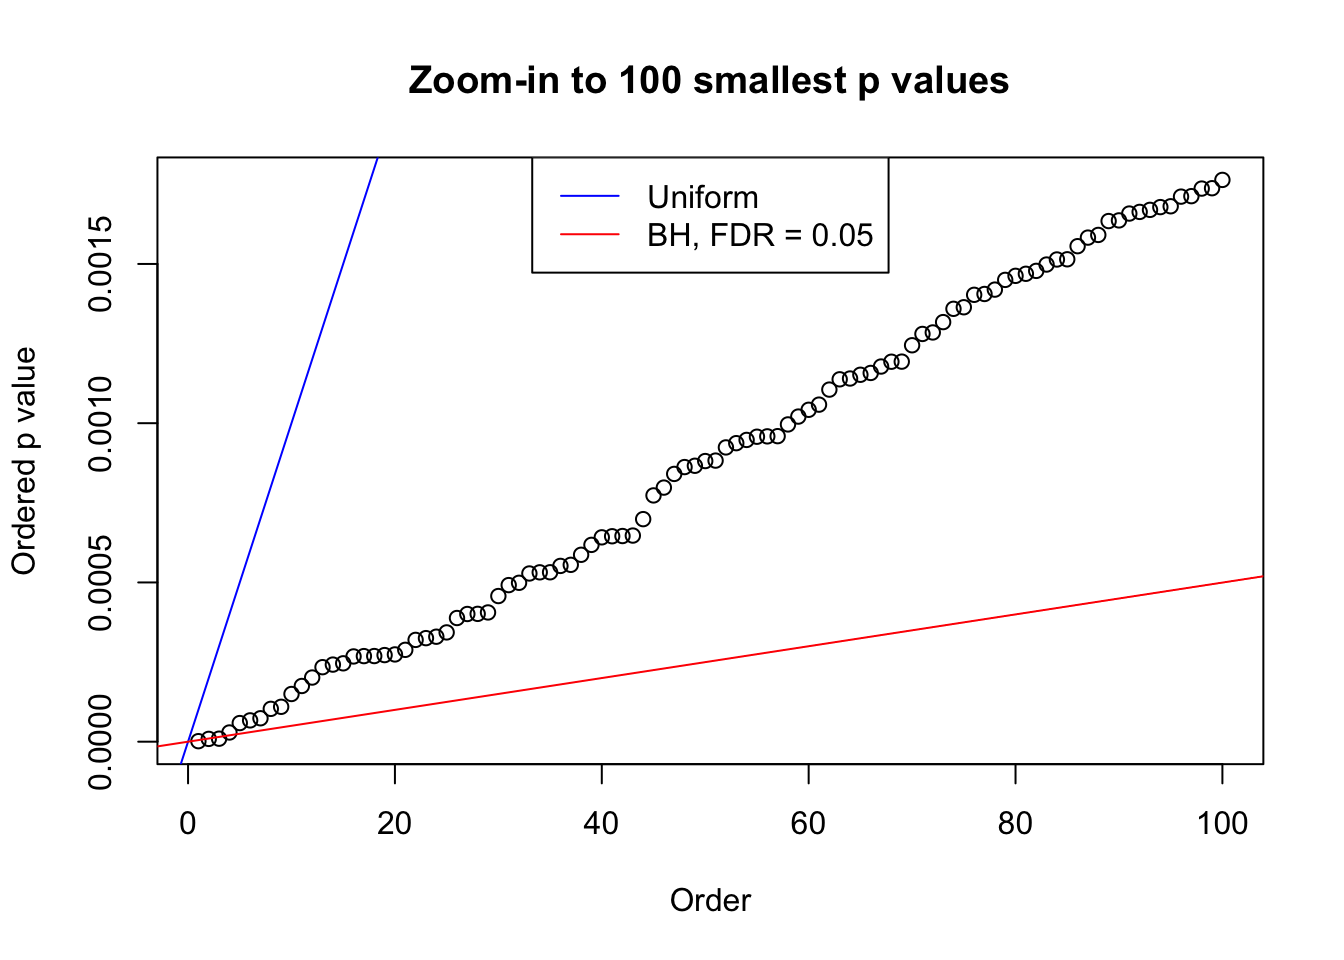 Zoom-in to 100 smallest p values
Uniform
BH, FDR = 0.05
Ordered p value
0.0000
0.0005
0.0010
0.0015
0
20
40
60
80
100
Order